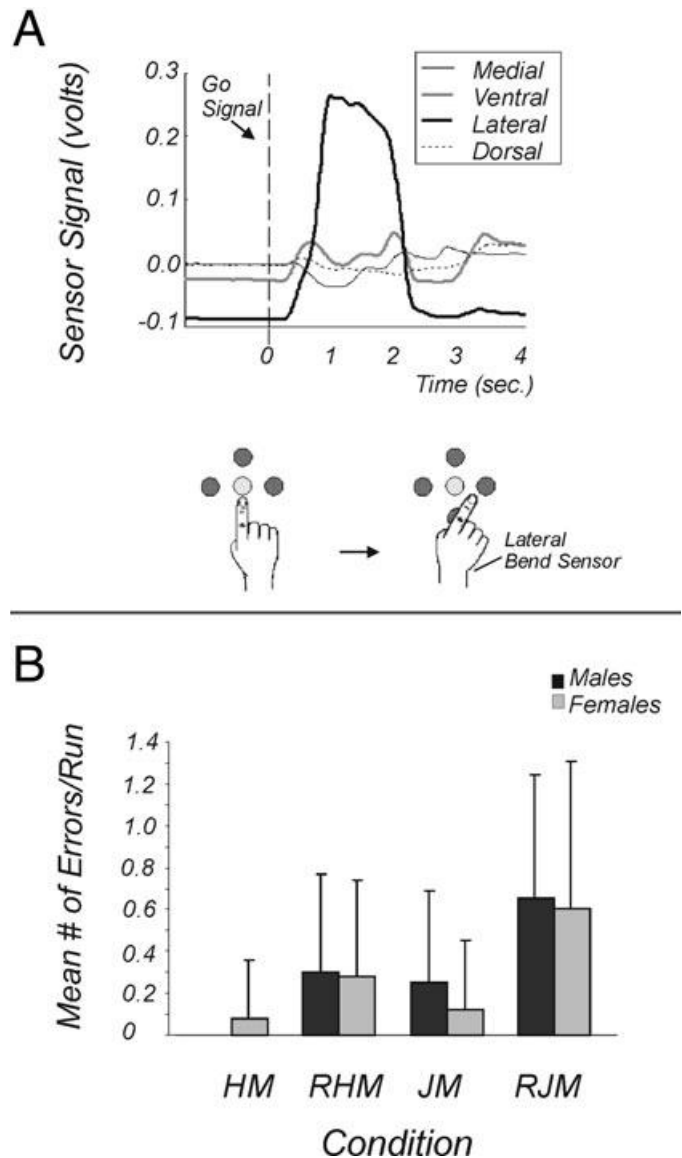 A
Sensor Signal (volts)
0.3
0.2
0.1
0.0
-0.1
Go
Signal
Medial
Ventral
Lateral
Dorsal
0 1 2 3 4
Time (sec.)
Lateral
Bend Sensor
B
Males
Females
Mean # of Errors/Run
1.4
1.2
1.0
0.8
0.6
0.4
0.2
0
HM RHM JM RJM
Condition